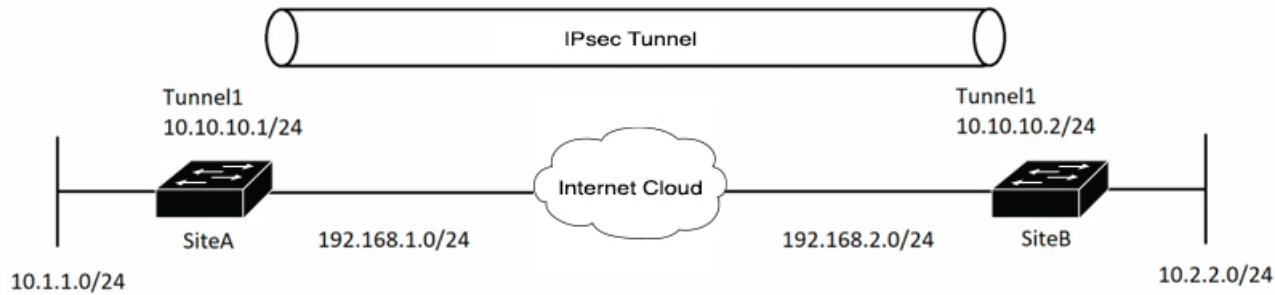 IPsec Tunnel
Tunnel1
10.10.10.1/24
Tunnel1
10.10.10.2/24
Internet Cloud
SiteA
192.168.1.0/24
192.168.2.0/24
SiteB
10.1.1.0/24
10.2.2.0/24